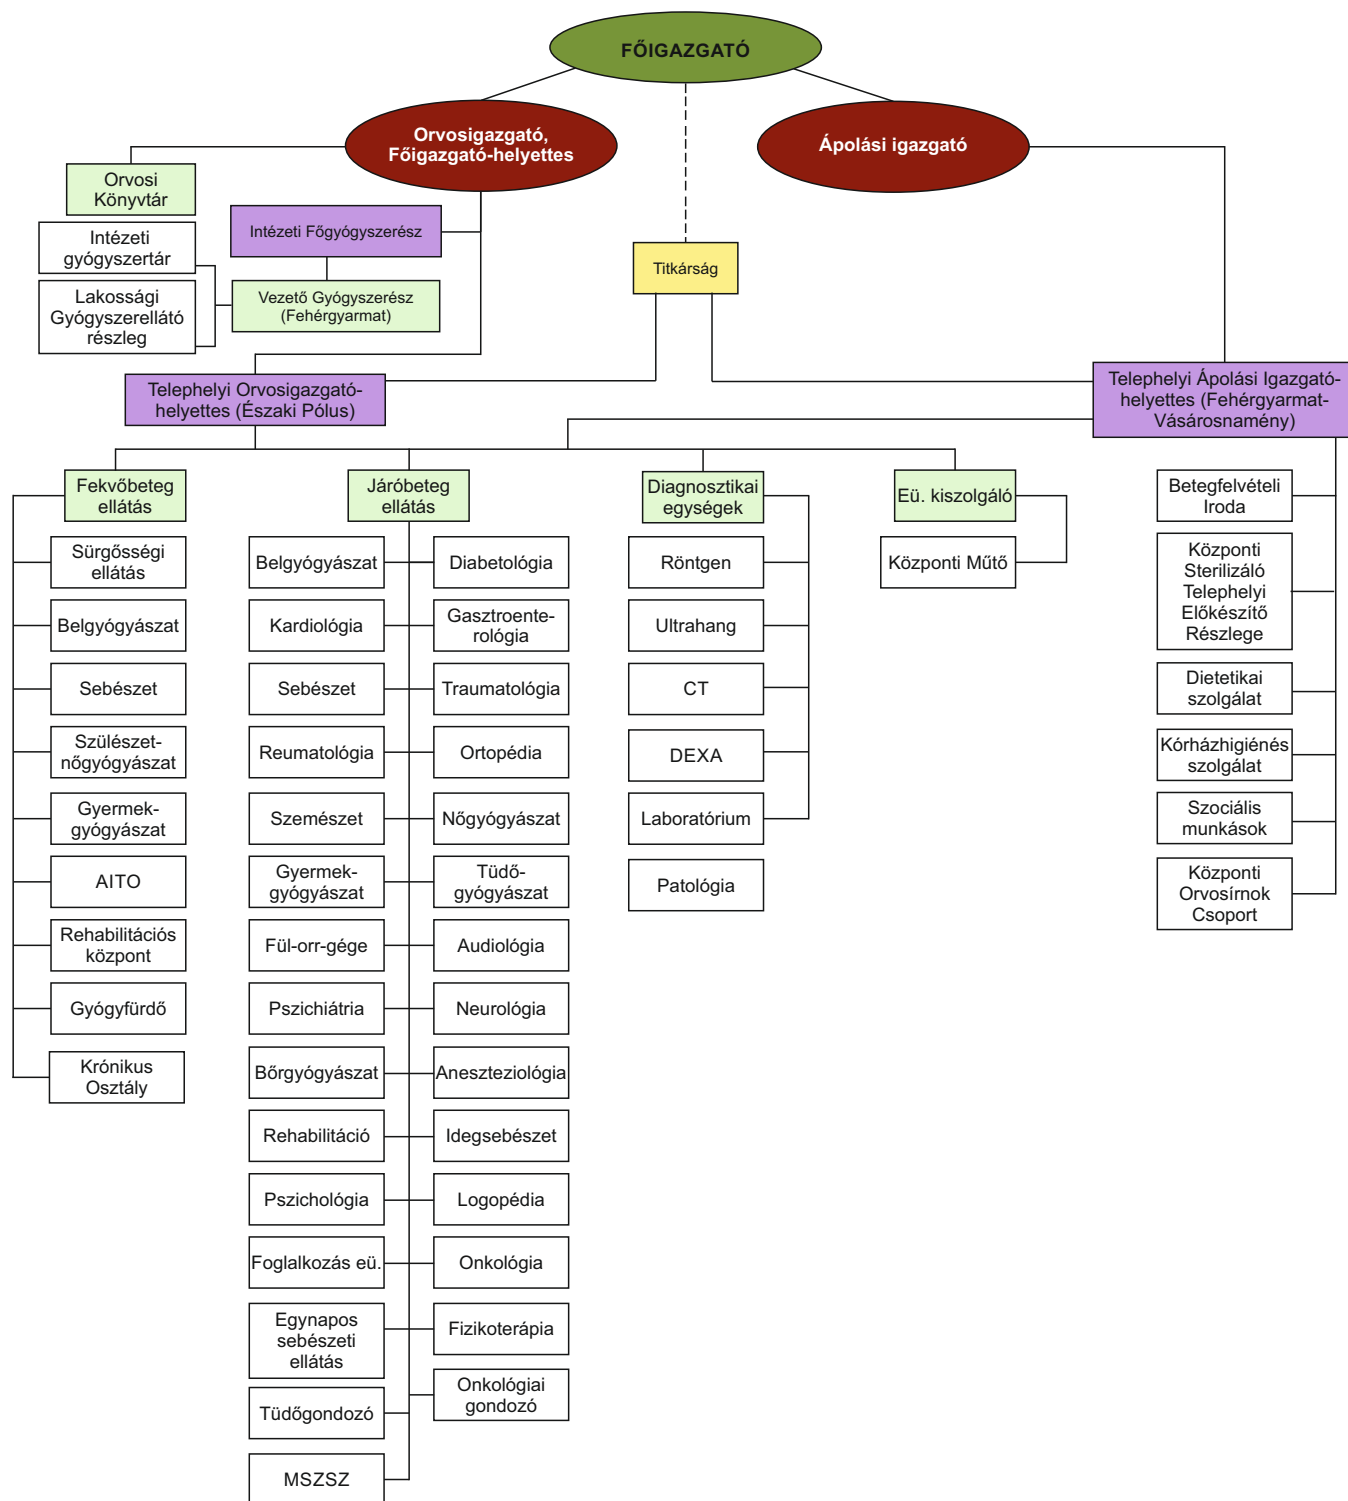 FŐIGAZGATÓ
Orvosigazgató,
Főigazgató-helyettes
Ápolási igazgató
Orvosi
Könyvtár
Intézeti Főgyógyszerész
Intézeti
gyógyszertár
Titkárság
Lakossági
Gyógyszerellátó
részleg
Vezető Gyógyszerész
(Fehérgyarmat)
Telephelyi Orvosigazgató-
helyettes (Északi Pólus)
Telephelyi Ápolási Igazgató-
helyettes (Fehérgyarmat-
Vásárosnamény)
Fekvőbeteg
ellátás
Járóbeteg
ellátás
Diagnosztikai
egységek
Eü. kiszolgáló
Betegfelvételi
Iroda
Sürgősségi
ellátás
Belgyógyászat
Sebészet
Szülészet-
nőgyógyászat
Gyermek-
gyógyászat
AITO
Rehabilitációs
központ
Gyógyfürdő
Krónikus
Osztály
Belgyógyászat
Kardiológia
Sebészet
Reumatológia
Szemészet
Gyermek-
gyógyászat
Fül-orr-gége
Pszichiátria
Bőrgyógyászat
Rehabilitáció
Pszichológia
Foglalkozás eü.
Egynapos
sebészeti
ellátás
Tüdőgondozó
MSZSZ
Diabetológia
Gasztroente-
rológia
Traumatológia
Ortopédia
Nőgyógyászat
Tüdő-
gyógyászat
Audiológia
Neurológia
Aneszteziológia
Idegsebészet
Logopédia
Onkológia
Fizikoterápia
Onkológiai
gondozó
Röntgen
Ultrahang
CT
DEXA
Laboratórium
Patológia
Központi Műtő
Központi
Sterilizáló
Telephelyi
Előkészítő
Részlege
Dietetikai
szolgálat
Kórházhigiénés
szolgálat
Szociális
munkások
Központi
Orvosírnok
Csoport